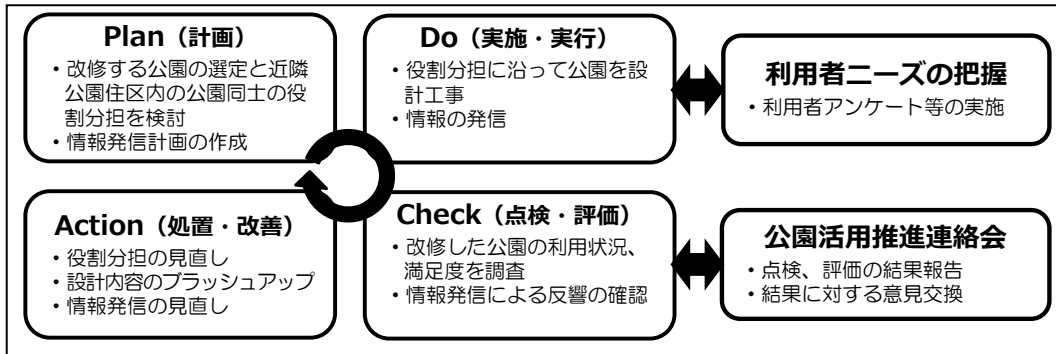 Plan（計画）
・改修する公園の選定と近隣
公園住区内の公園同士の役
割分担を検討
・情報発信計画の作成
Do（実施・実行）
・役割分担に沿って公園を設
計工事
・情報の発信
利用者ニーズの把握
・利用者アンケート等の実施
Action（処置・改善）
・役割分担の見直し
・設計内容のブラッシュアップ
・情報発信の見直し
Check（点検・評価）
・改修した公園の利用状況、
満足度を調査
・情報発信による反響の確認
公園活用推進連絡会
・点検、評価の結果報告
・結果に対する意見交換